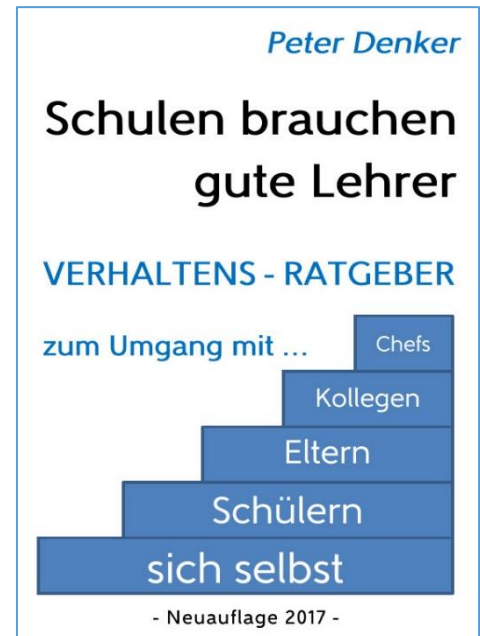 Peter Denker
Schulen brauchen
gute Lehrer
VERHALTENS - RATGEBER
zum Umgang mit ...
Chefs
Kollegen
Eltern
Schülern
sich selbst
- Neuauflage 2017 -